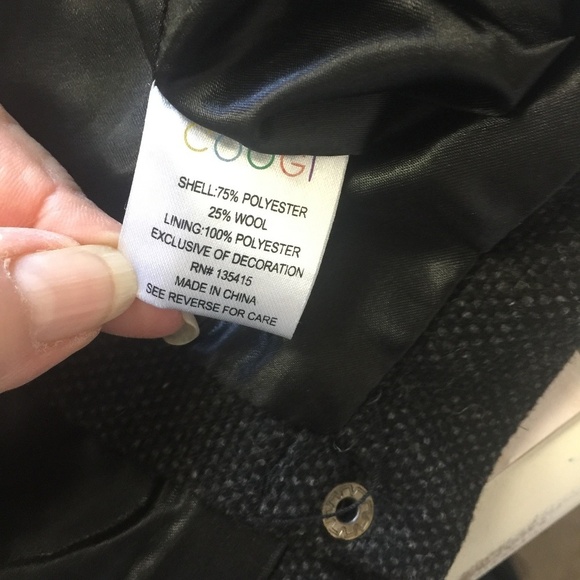 COOGI
SHELL:75% POLYESTER
25% WOOL
LINING:100% POLYESTER
EXCLUSIVE OF DECORATION
RN# 135415
MADE IN CHINA
SEE REVERSE FOR CARE